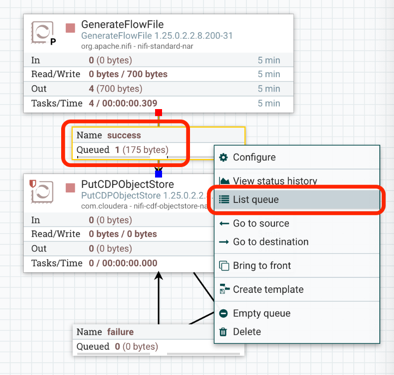 GenerateFlowFile
GenerateFlowFile 1.25.0.2.2.8.200-31
P
org.apache.nifi - nifi-standard-nar
In 0 (0 bytes) 5 min
Read/Write 0 bytes / 700 bytes 5 min
Out 4 (700 bytes) 5 min
Tasks/Time 4 / 00:00:00.309 5 min
Name success
Queued 1 (175 bytes)
Configure
View status history
List queue
Go to source
Go to destination
Bring to front
Create template
Empty queue
Delete
PutCDPObjectStore
PutCDPObjectStore 1.25.0.2.2
com.cloudera - nifi-cdf-objectstore-na
In 0 (0 bytes)
Read/Write 0 bytes / 0 bytes
Out 0 (0 bytes)
Tasks/Time 0 / 00:00:00.000
Name failure
Queued 0 (0 bytes)